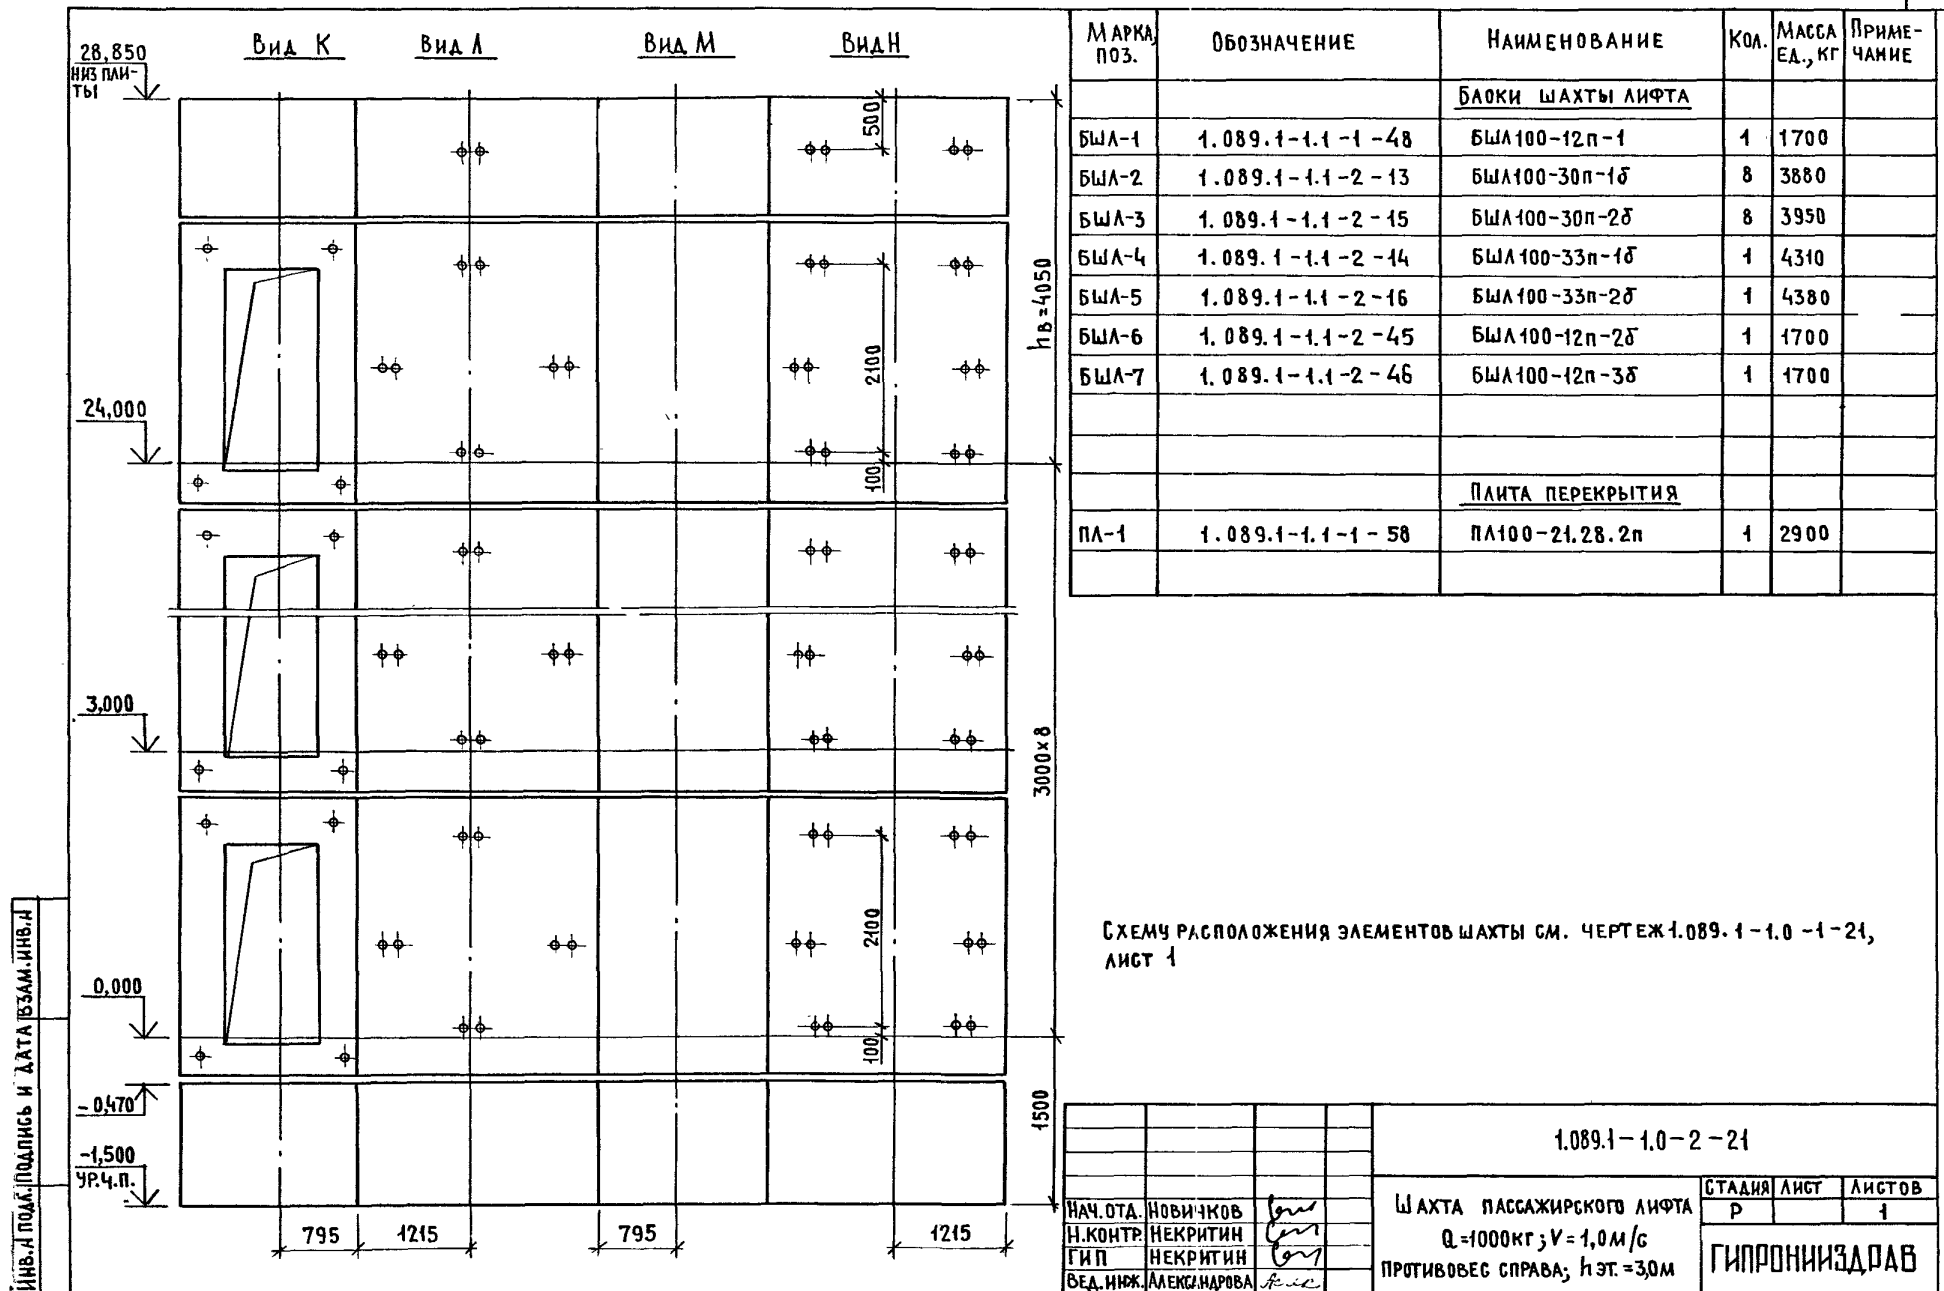 Вид К
Вид Л
Вид М
Вид Н
28,850
низ пли-
ты
24,000
3,000
0,000
-0,470
-1,500
ур.ч.п.
500
2100
100
2100
100
hв=4050
3000х8
1500
795
1215
795
1215
Марка, поз.
Обозначение
Наименование
Кол.
Масса ед., кг
Приме-
чание
Блоки шахты лифта
БШЛ-1 1.089.1-1.1-1-48 БШЛ100-12п-1 1 1700
БШЛ-2 1.089.1-1.1-2-13 БШЛ100-30п-1б 8 3880
БШЛ-3 1.089.1-1.1-2-15 БШЛ100-30п-2б 8 3950
БШЛ-4 1.089.1-1.1-2-14 БШЛ100-33п-1б 1 4310
БШЛ-5 1.089.1-1.1-2-16 БШЛ100-33п-2б 1 4380
БШЛ-6 1.089.1-1.1-2-45 БШЛ100-12п-2б 1 1700
БШЛ-7 1.089.1-1.1-2-46 БШЛ100-12п-3б 1 1700
Плита перекрытия
ПЛ-1 1.089.1-1.1-1-58 ПЛ100-21.28.2п 1 2900
Схему расположения элементов шахты см. чертеж 1.089.1-1.0-1-21,
лист 1
1.089.1-1.0-2-21
Нач.отд. Новичков
Н.контр. Некритин
ГИП Некритин
Вед.инж. Александрова
Шахта пассажирского лифта
Q=1000кг; V=1,0м/с
противовес справа; hэт.=3,0м
Стадия Лист Листов
Р 1
ГИПРОНИИЗДРАВ
Инв.N подл. Подпись и дата Взам.инв.N